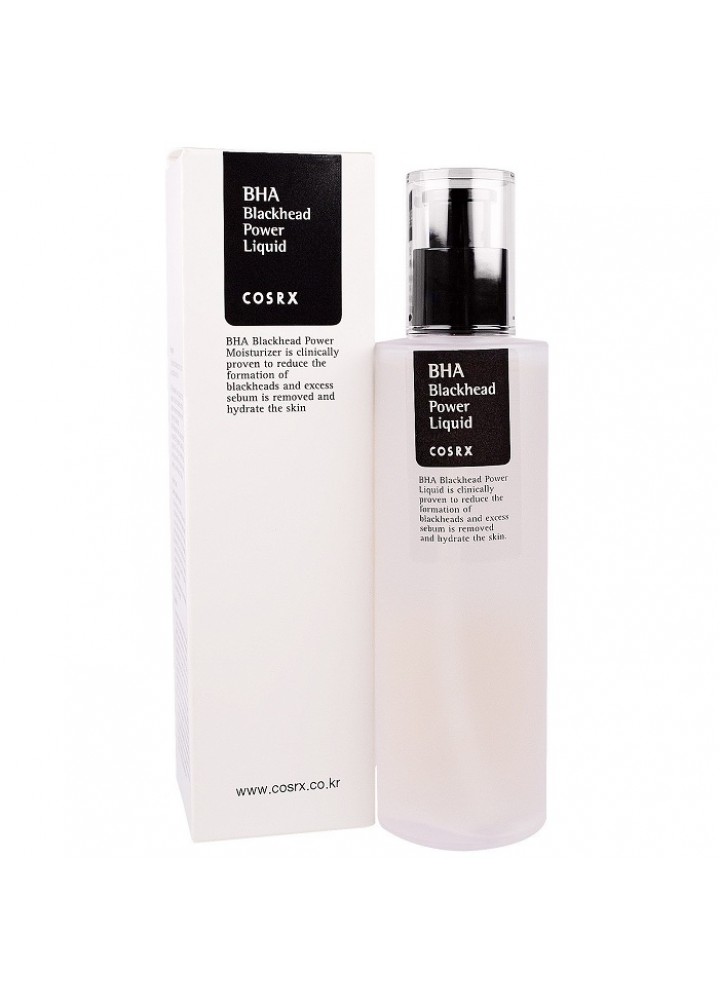 BHA
Blackhead
Power
Liquid
COSRX
BHA Blackhead Power
Moisturizer is clinically
proven to reduce the
formation of
blackheads and excess
sebum is removed and
hydrate the skin
www.cosrx.co.kr
BHA
Blackhead
Power
Liquid
COSRX
BHA Blackhead Power
Liquid is clinically
proven to reduce the
formation of
blackheads and excess
sebum is removed
and hydrate the skin.